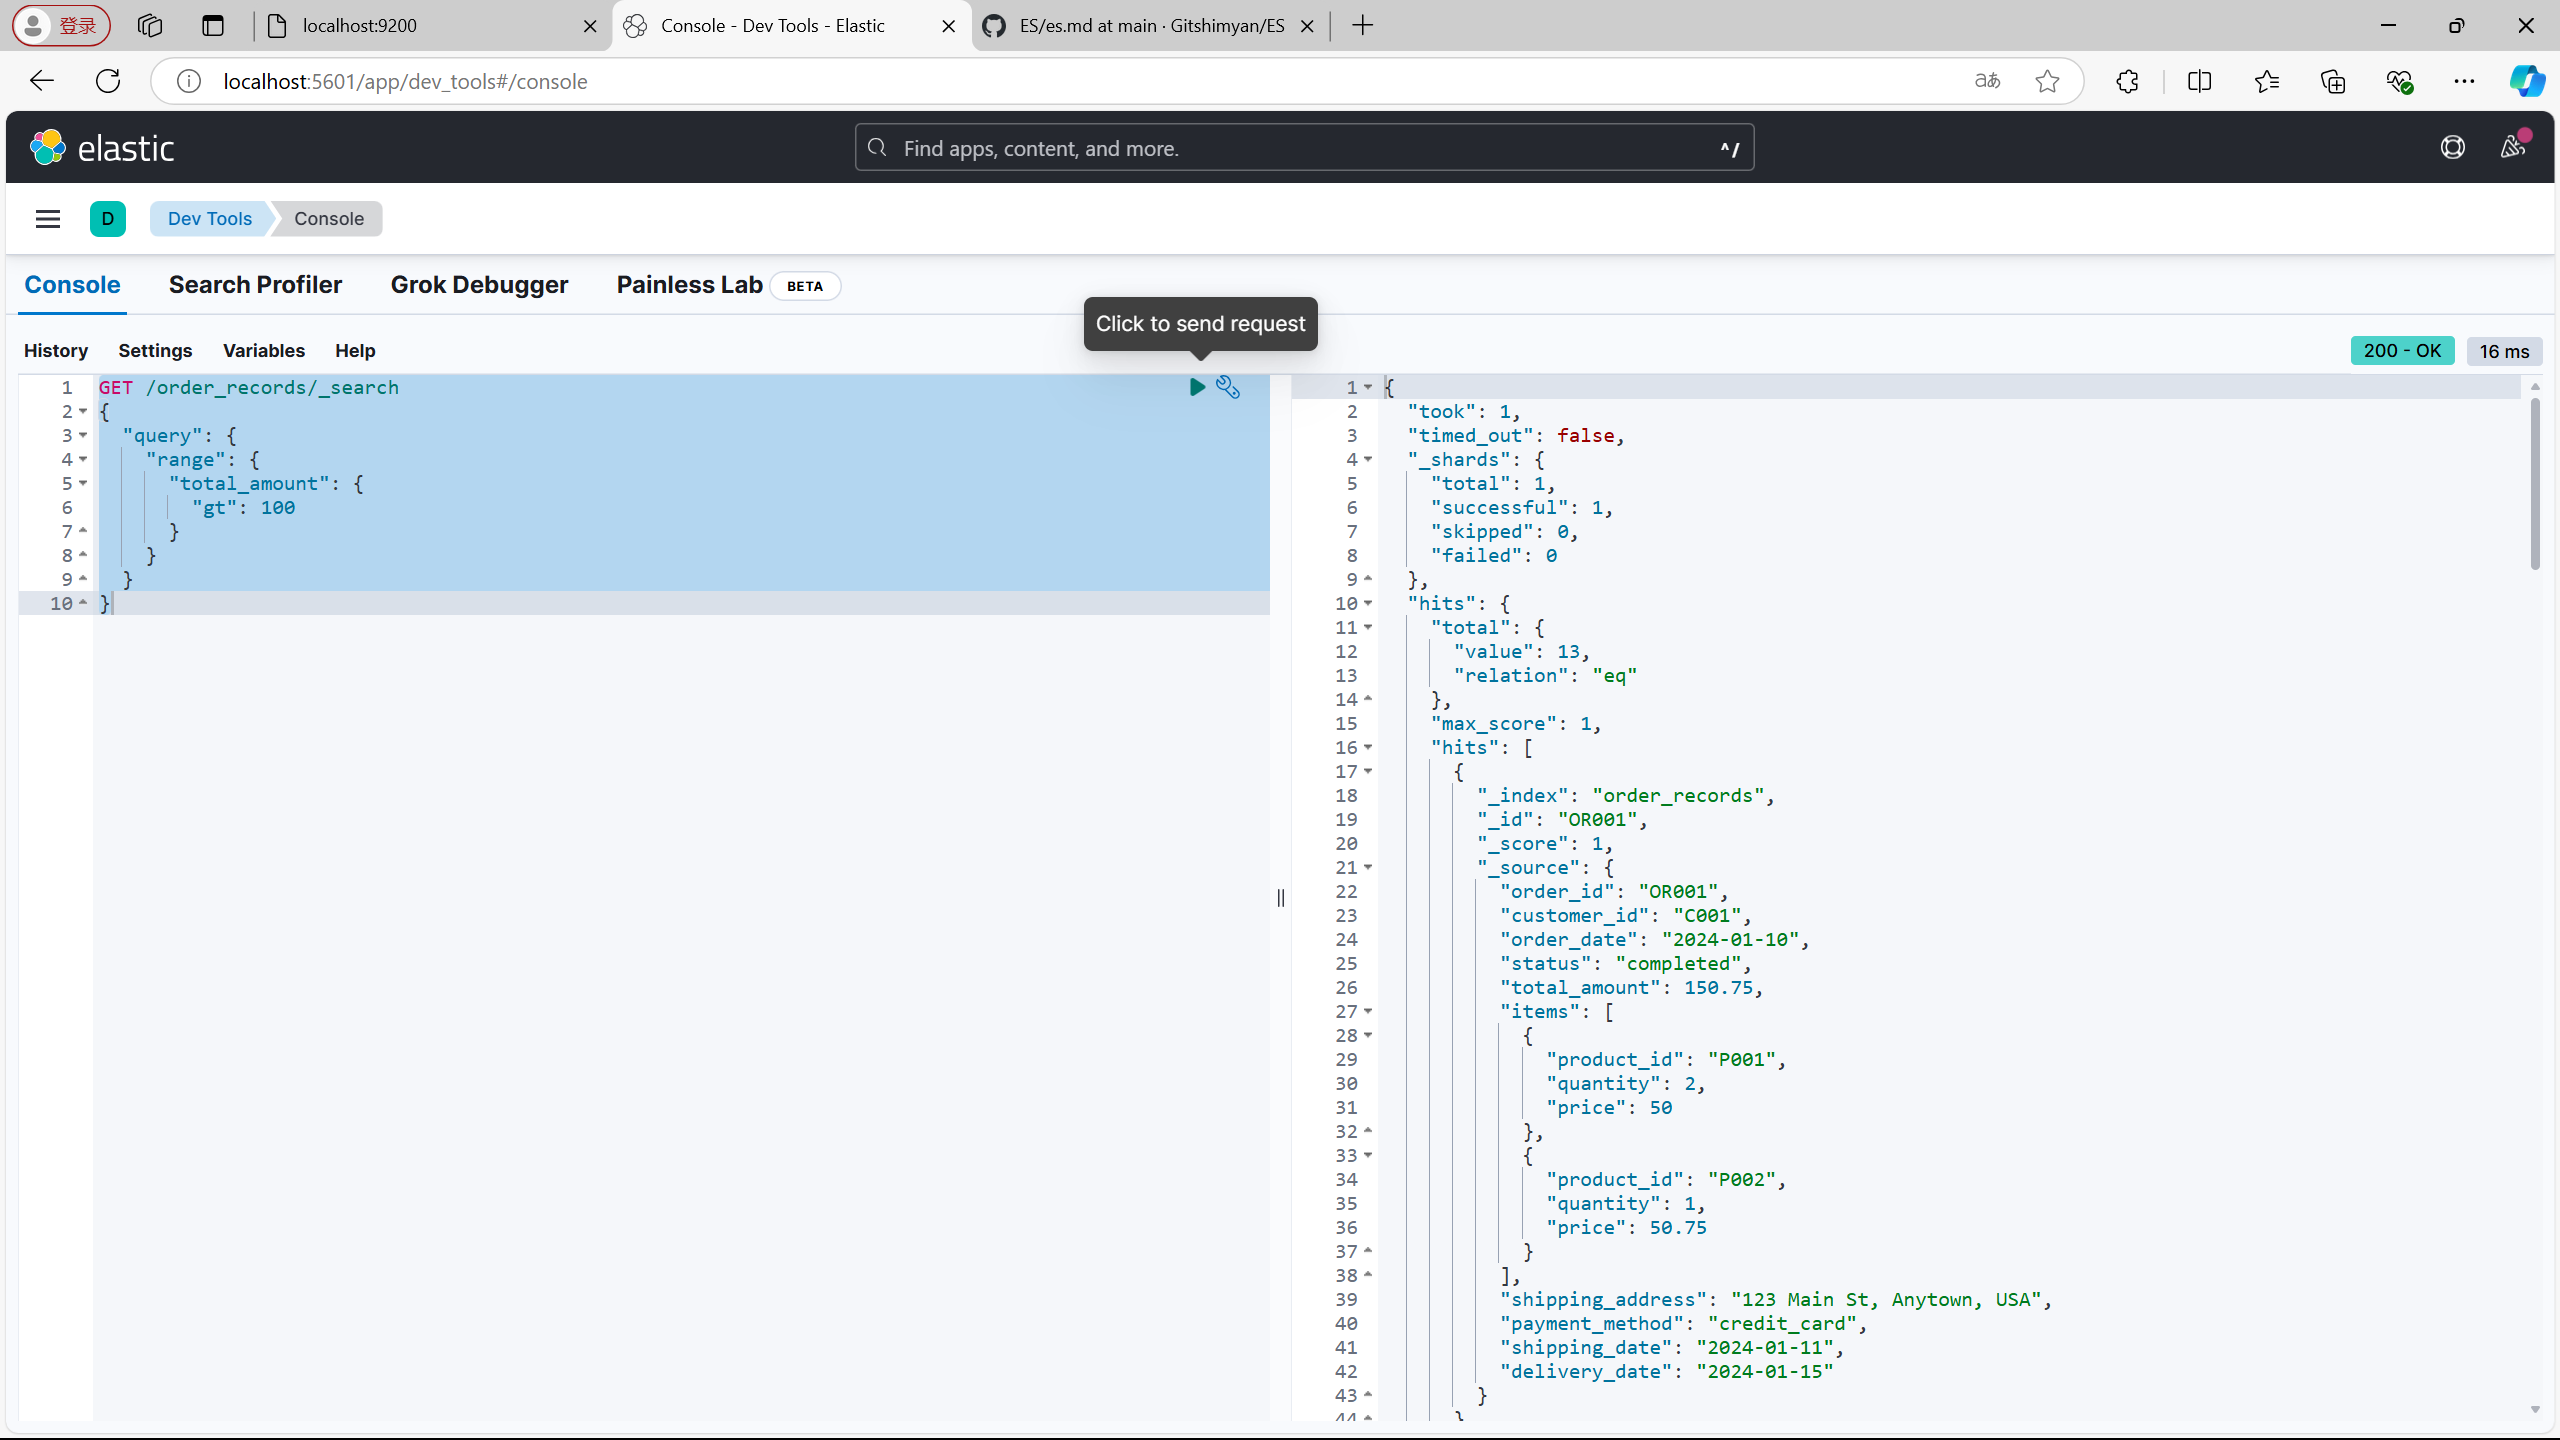 登录
localhost:9200
Console - Dev Tools - Elastic
ES/es.md at main · Gitshimyan/ES
localhost:5601/app/dev_tools#/console
aあ
elastic
Find apps, content, and more.
^/
D
Dev Tools
Console
Console
Search Profiler
Grok Debugger
Painless Lab
BETA
Click to send request
History
Settings
Variables
Help
200 - OK
16 ms
1 GET /order_records/_search
2 {
3 "query": {
4 "range": {
5 "total_amount": {
6 "gt": 100
7 }
8 }
9 }
10 }
1 {
2 "took": 1,
3 "timed_out": false,
4 "_shards": {
5 "total": 1,
6 "successful": 1,
7 "skipped": 0,
8 "failed": 0
9 },
10 "hits": {
11 "total": {
12 "value": 13,
13 "relation": "eq"
14 },
15 "max_score": 1,
16 "hits": [
17 {
18 "_index": "order_records",
19 "_id": "OR001",
20 "_score": 1,
21 "_source": {
22 "order_id": "OR001",
23 "customer_id": "C001",
24 "order_date": "2024-01-10",
25 "status": "completed",
26 "total_amount": 150.75,
27 "items": [
28 {
29 "product_id": "P001",
30 "quantity": 2,
31 "price": 50
32 },
33 {
34 "product_id": "P002",
35 "quantity": 1,
36 "price": 50.75
37 }
38 ],
39 "shipping_address": "123 Main St, Anytown, USA",
40 "payment_method": "credit_card",
41 "shipping_date": "2024-01-11",
42 "delivery_date": "2024-01-15"
43 }
44 }